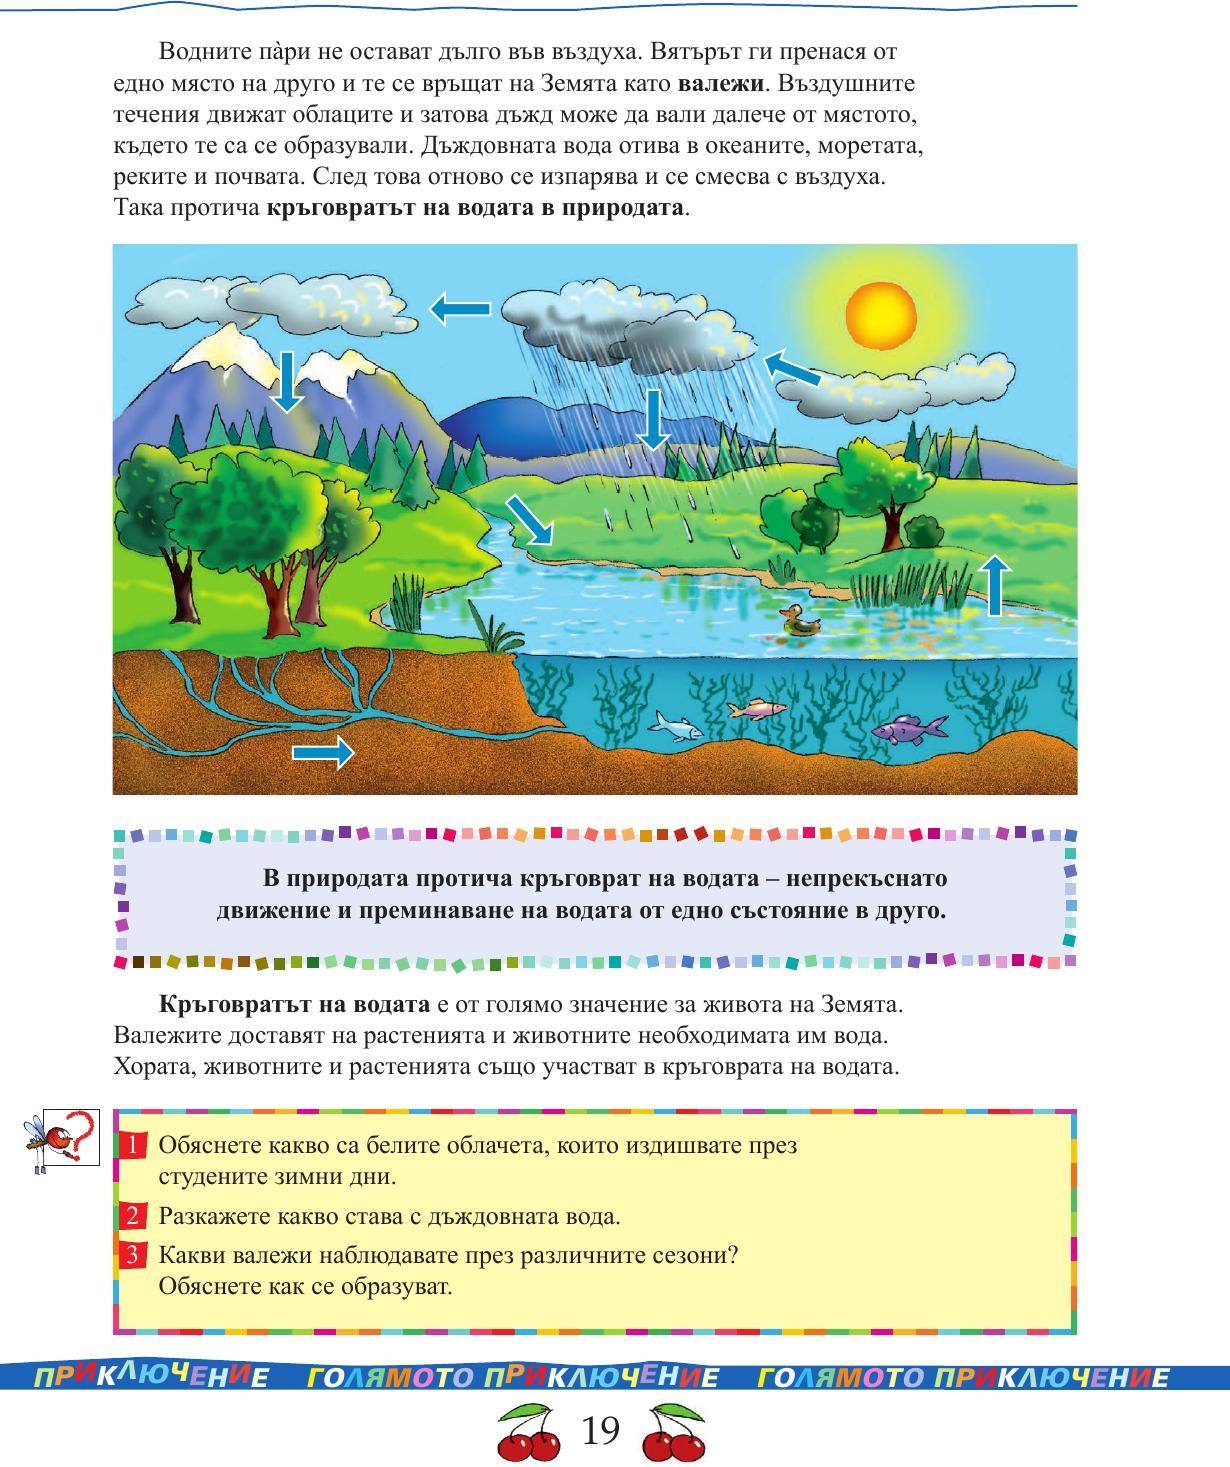 Водните пàри не остават дълго във въздуха. Вятърът ги пренася от
едно място на друго и те се връщат на Земята като валежи. Въздушните
течения движат облаците и затова дъжд може да вали далече от мястото,
където те са се образували. Дъждовната вода отива в океаните, моретата,
реките и почвата. След това отново се изпарява и се смесва с въздуха.
Така протича кръговратът на водата в природата.
В природата протича кръговрат на водата – непрекъснато
движение и преминаване на водата от едно състояние в друго.
Кръговратът на водата е от голямо значение за живота на Земята.
Валежите доставят на растенията и животните необходимата им вода.
Хората, животните и растенията също участват в кръговрата на водата.
1 Обяснете какво са белите облачета, които издишвате през
студените зимни дни.
2 Разкажете какво става с дъждовната вода.
3 Какви валежи наблюдавате през различните сезони?
Обяснете как се образуват.
ПРИКЛЮЧЕНИЕ ГОЛЯМОТО ПРИКЛЮЧЕНИЕ ГОЛЯМОТО ПРИКЛЮЧЕНИЕ
19